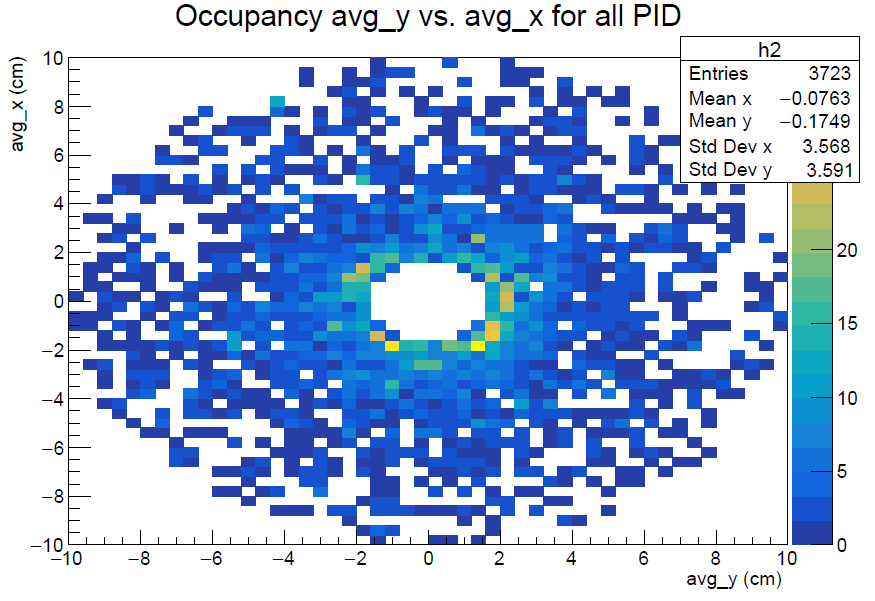 Occupancy avg_y vs. avg_x for all PID
h2
Entries 3723
Mean x −0.0763
Mean y −0.1749
Std Dev x 3.568
Std Dev y 3.591
avg_x (cm)
10
8
6
4
2
0
−2
−4
−6
−8
−10
−10 −8 −6 −4 −2 0 2 4 6 8 10
avg_y (cm)
20
15
10
5
0